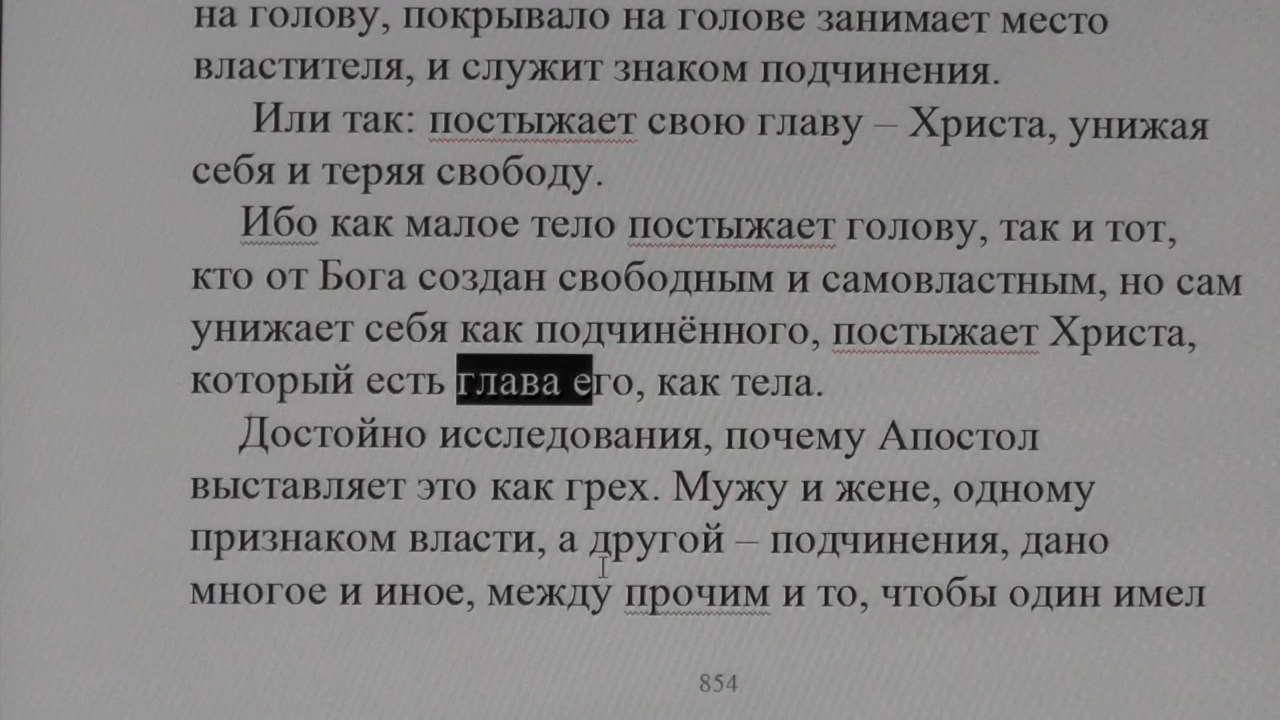 на голову, покрывало на голове занимает место
властителя, и служит знаком подчинения.
Или так: постыжает свою главу – Христа, унижая
себя и теряя свободу.
Ибо как малое тело постыжает голову, так и тот,
кто от Бога создан свободным и самовластным, но сам
унижает себя как подчинённого, постыжает Христа,
который есть глава его, как тела.
Достойно исследования, почему Апостол
выставляет это как грех. Мужу и жене, одному
признаком власти, а другой – подчинения, дано
многое и иное, между прочим и то, чтобы один имел
854